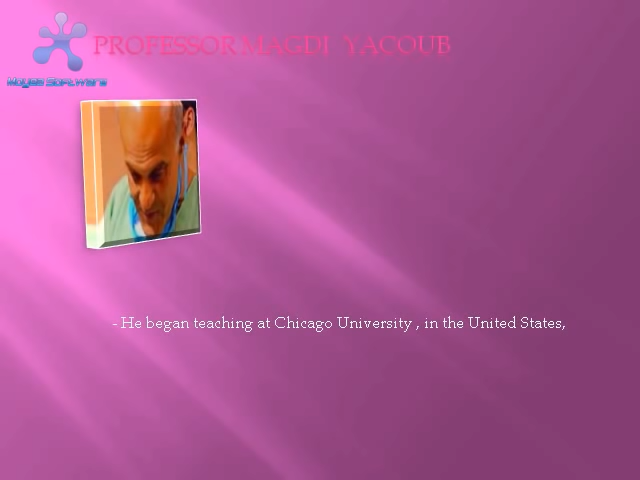 PROFESSOR MAGDI YACOUB
- He began teaching at Chicago University , in the United States,